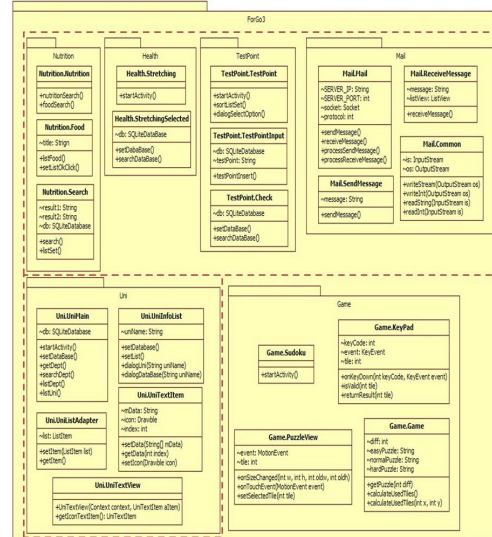 ForGo3
Nutrition
Nutrition.Nutrition
+nutritionSearch()
+foodSearch()
Nutrition.Food
~title: Strign
+listFood()
+setListOkClick()
Nutrition.Search
~result1: String
~result2: String
~db: SQLiteDatabase
+search()
+listSet()
Health
Health.Stretching
+startActivity()
Health.StretchingSelected
~db: SQLiteDataBase
+setDabaBase()
+searchDataBase()
TestPoint
TestPoint.TestPoint
+startActivity()
+sortListSet()
+dialogSelectOption()
TestPoint.TestPointInput
~db: SQLiteDatabase
~testPoint: String
+testPointInsert()
TestPoint.Check
~db: SQLiteDatabase
+setDataBase()
+searchDataBase()
Mail
Mail.Mail
~SERVER_IP: String
~SERVER_PORT: int
~socket: Socket
~protocol: int
+sendMessage()
+receiveMessage()
+processSendMessage()
+processReceiveMessage()
Mail.SendMessage
~message: String
+sendMessage()
Mail.ReceiveMessage
~message: String
~listView: ListView
+receiveMessage()
Mail.Common
~is: InputStream
~os: OutputStream
+writeStream(OutputStream os)
+writeInt(OutputStream os)
+readString(InputStream is)
+readInt(InputStream is)
Uni
Uni.UniMain
~db: SQLiteDatabase
+startActivity()
+setDataBase()
+getDept()
+searchDept()
+listDept()
+listUni()
Uni.UniInfoList
~uniName: String
+setDatabase()
+setList()
+dialogUni(String uniName)
+dialogDataBase(String uniName)
Uni.UniListAdapter
~list: ListItem
+setItem(ListItem list)
+getItem()
Uni.UniTextItem
~mData: String
~icon: Drawble
~index: int
+setData(String[] mData)
+getData(int index)
+setIcon(Drawble icon)
Uni.UniTextView
+UniTextView(Context context, UniTextItem aItem)
+getIconTextItem(): UniTextItem
Game
Game.Sudoku
+startActivity()
Game.KeyPad
~keyCode: int
~event: KeyEvent
~tile: int
+onKeyDown(int keyCode, KeyEvent event)
+isValid(int tile)
+returnResult(int tile)
Game.PuzzleView
~event: MotionEvent
~tile: int
+onSizeChanged(int w, int h, int oldw, int oldh)
+onTouchEvent(MotionEvent event)
+setSelectedTile(int tile)
Game.Game
~diff: int
~easyPuzzle: String
~normalPuzzle: String
~hardPuzzle: String
+getPuzzle(int diff)
+calculateUsedTiles()
+calculateUsedTiles(int x, int y)